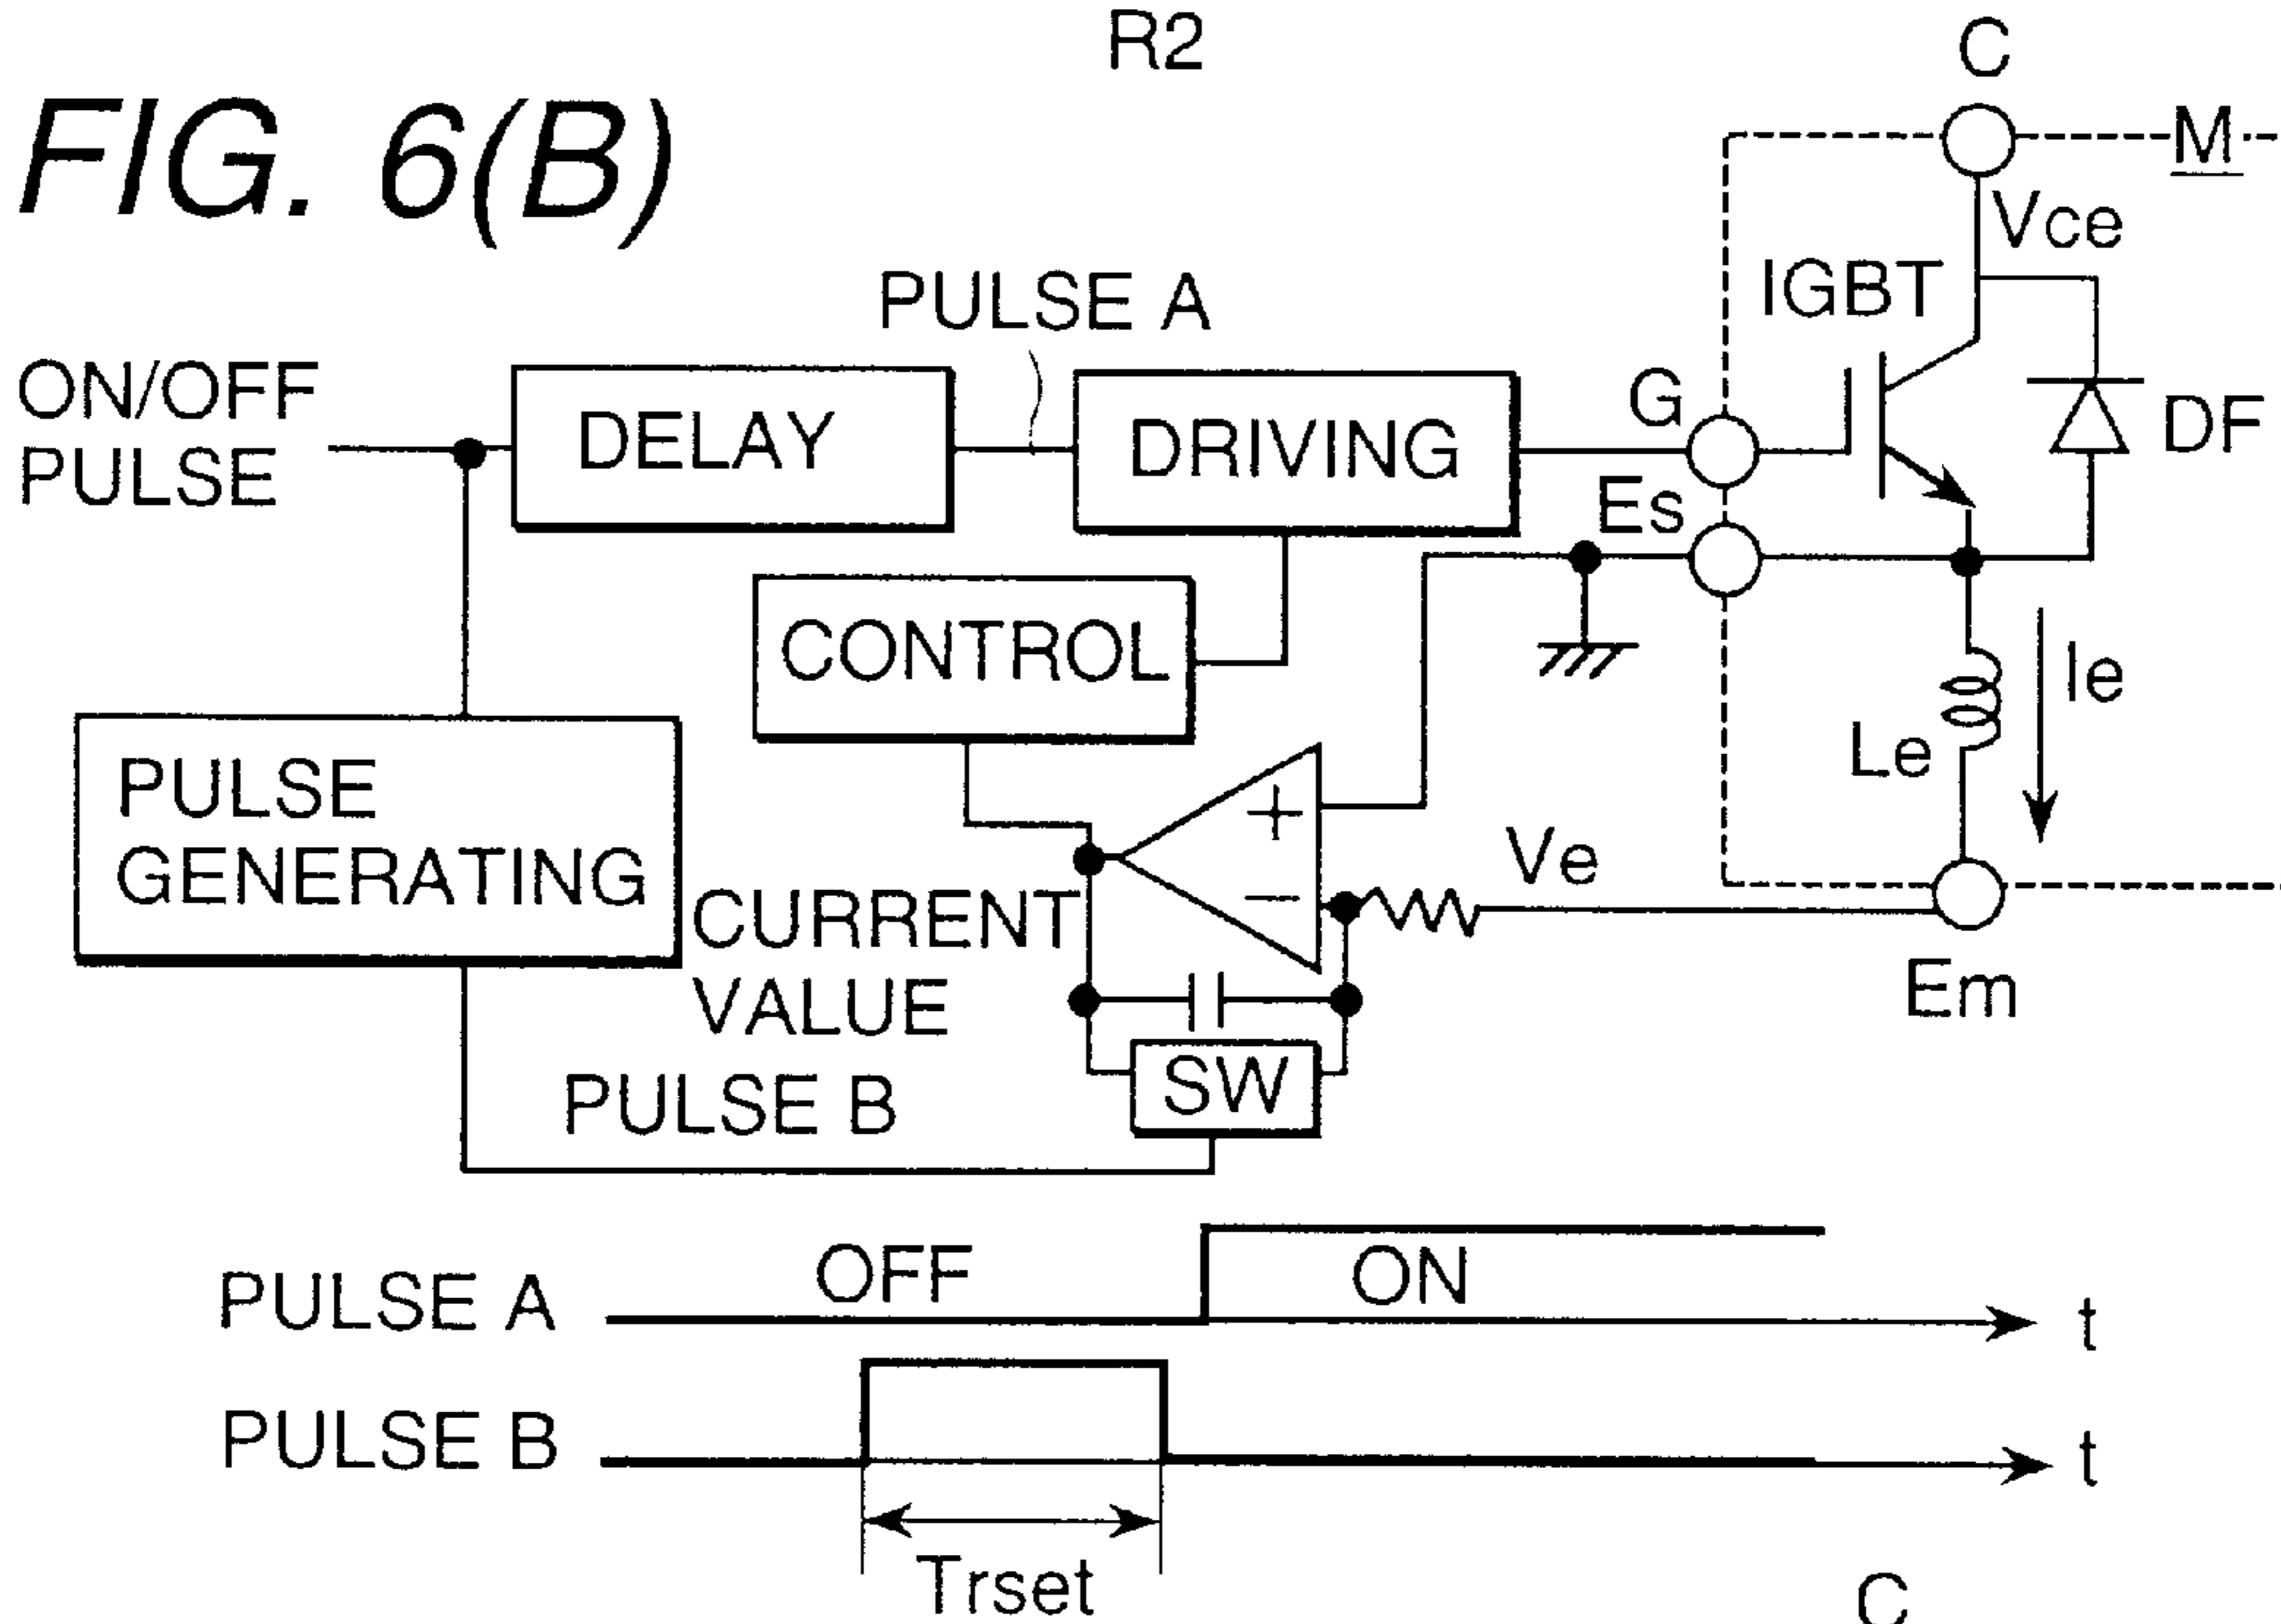 R2
C
FIG. 6(B)
M
Vce
IGBT
PULSE A
ON/OFF
PULSE
DELAY
DRIVING
G
DF
Es
CONTROL
Ie
Le
PULSE
GENERATING
+
−
Ve
CURRENT
VALUE
Em
SW
PULSE B
OFF
ON
PULSE A
t
PULSE B
t
Trset
C